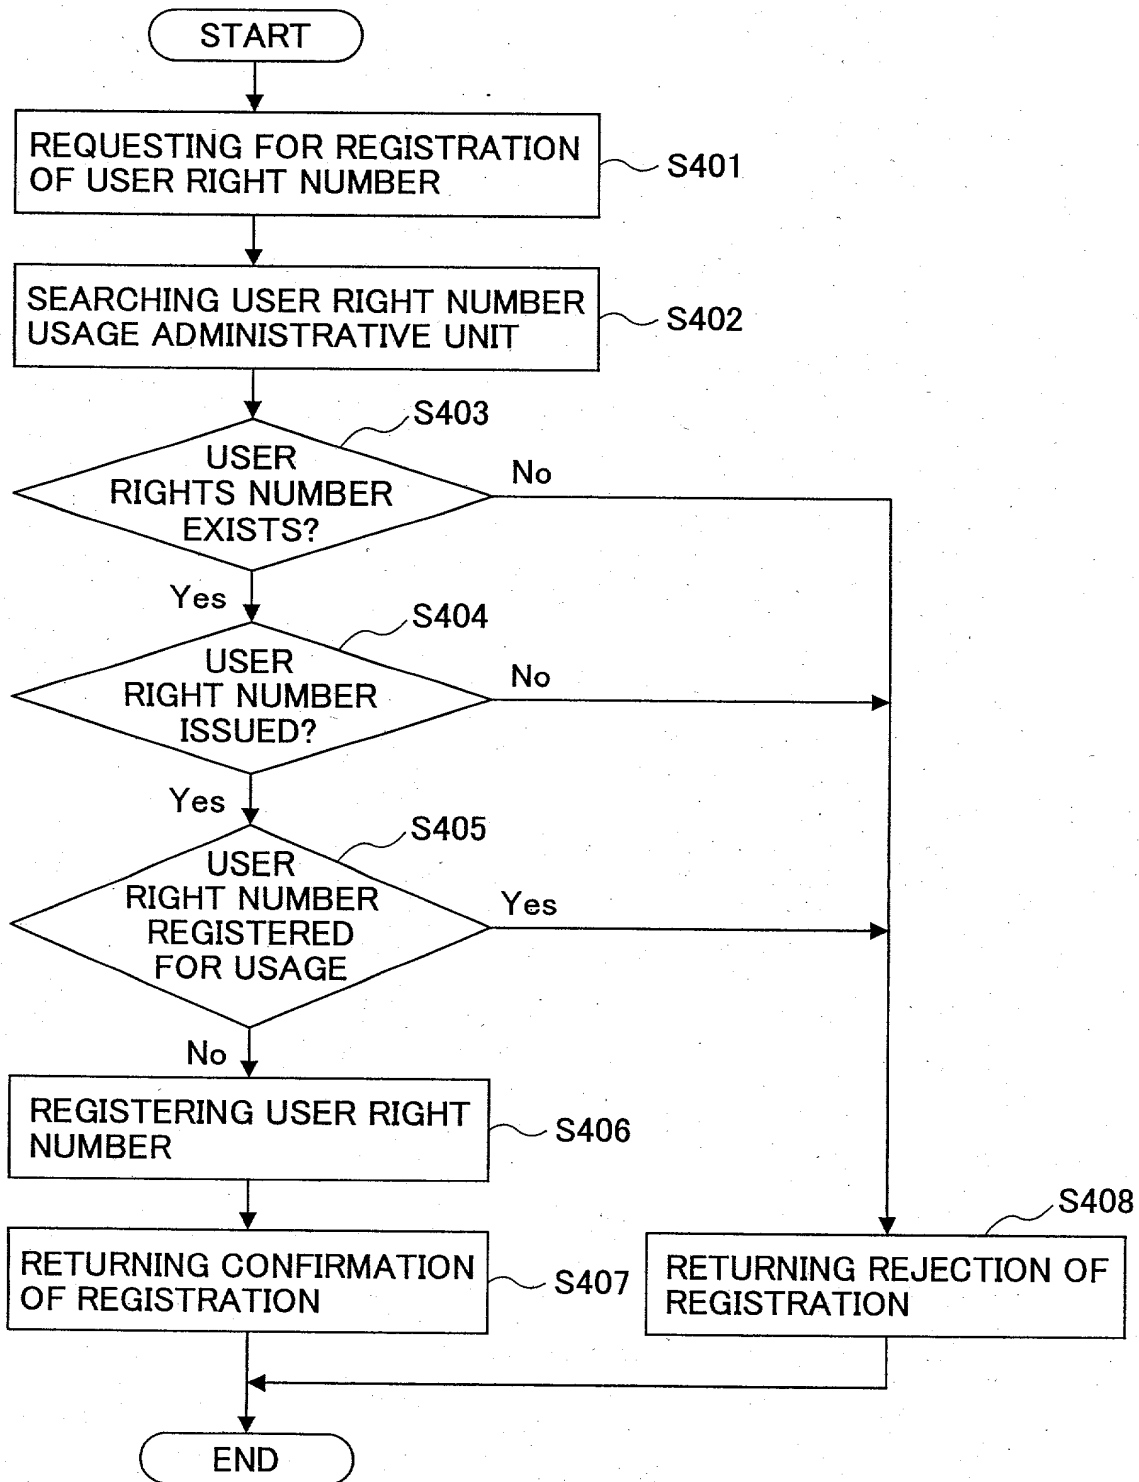 START
REQUESTING FOR REGISTRATION
OF USER RIGHT NUMBER
S401
SEARCHING USER RIGHT NUMBER
USAGE ADMINISTRATIVE UNIT
S402
S403
USER
RIGHTS NUMBER
EXISTS?
No
Yes
S404
USER
RIGHT NUMBER
ISSUED?
No
Yes
S405
USER
RIGHT NUMBER
REGISTERED
FOR USAGE
Yes
No
REGISTERING USER RIGHT
NUMBER
S406
RETURNING CONFIRMATION
OF REGISTRATION
S407
S408
RETURNING REJECTION OF
REGISTRATION
END